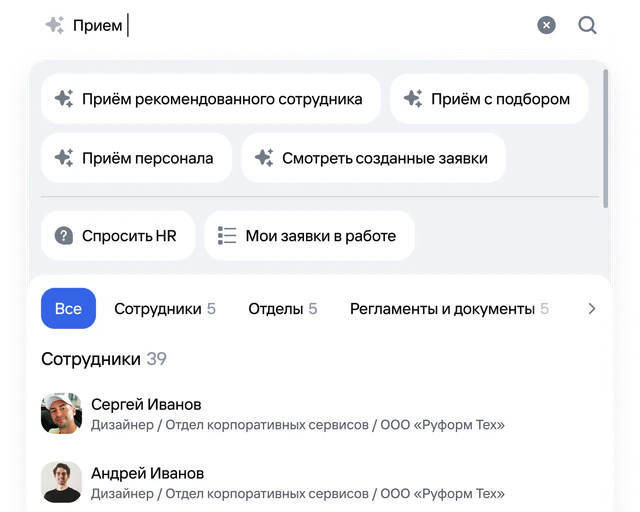 Прием
Приём рекомендованного сотрудника
Приём с подбором
Приём персонала
Смотреть созданные заявки
Спросить HR
Мои заявки в работе
Все
Сотрудники 5
Отделы 5
Регламенты и документы 5
Сотрудники 39
Сергей Иванов
Дизайнер / Отдел корпоративных сервисов / ООО «Руформ Тех»
Андрей Иванов
Дизайнер / Отдел корпоративных сервисов / ООО «Руформ Тех»